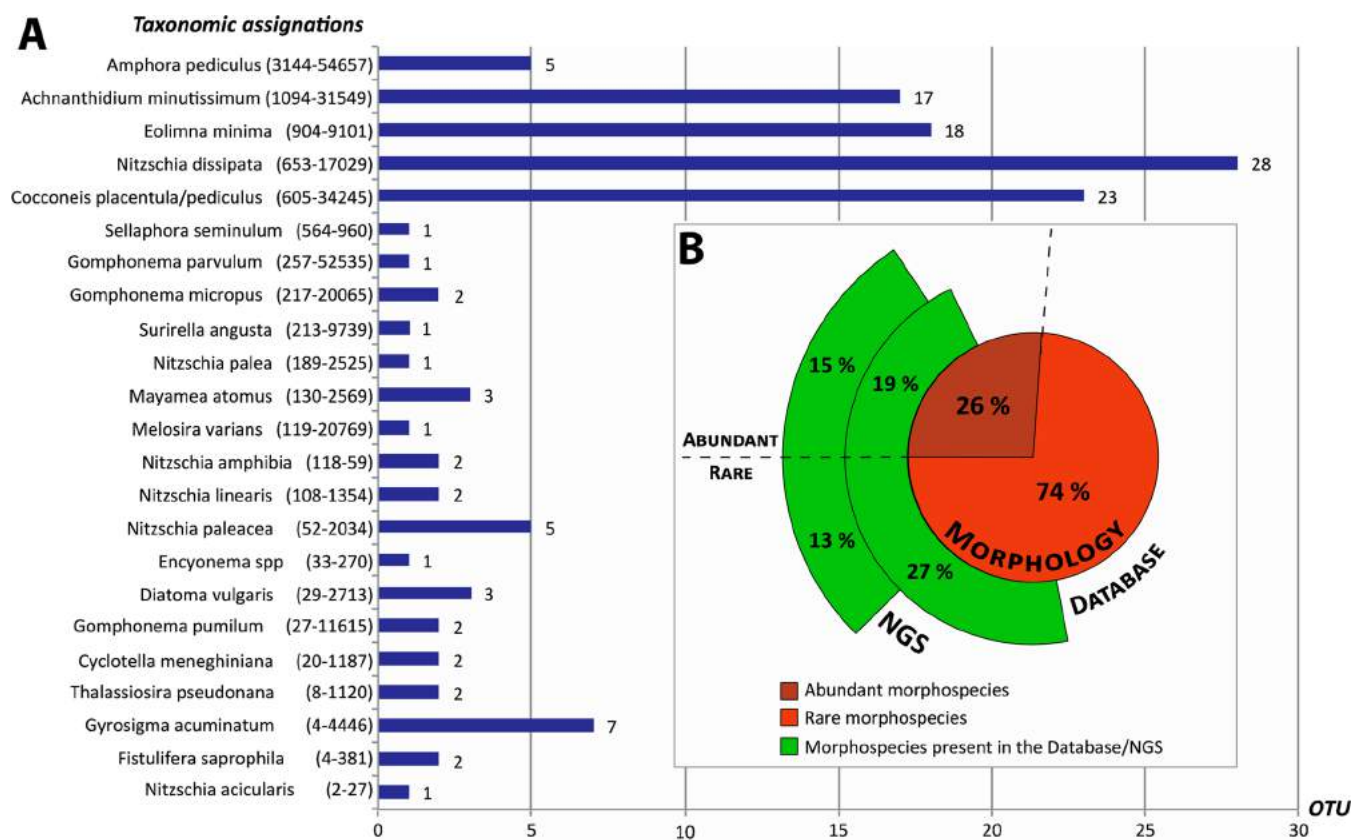 A
Taxonomic assignations
Amphora pediculus (3144-54657) 5
Achnanthidium minutissimum (1094-31549) 17
Eolimna minima (904-9101) 18
Nitzschia dissipata (653-17029) 28
Cocconeis placentula/pediculus (605-34245) 23
Sellaphora seminulum (564-960) 1
Gomphonema parvulum (257-52535) 1
Gomphonema micropus (217-20065) 2
Surirella angusta (213-9739) 1
Nitzschia palea (189-2525) 1
Mayamea atomus (130-2569) 3
Melosira varians (119-20769) 1
Nitzschia amphibia (118-59) 2
Nitzschia linearis (108-1354) 2
Nitzschia paleacea (52-2034) 5
Encyonema spp (33-270) 1
Diatoma vulgaris (29-2713) 3
Gomphonema pumilum (27-11615) 2
Cyclotella meneghiniana (20-1187) 2
Thalassiosira pseudonana (8-1120) 2
Gyrosigma acuminatum (4-4446) 7
Fistulifera saprophila (4-381) 2
Nitzschia acicularis (2-27) 1
0 5 10 15 20 25 30
OTU
B
15 %
19 %
26 %
ABUNDANT
RARE
74 %
13 %
27 %
MORPHOLOGY
DATABASE
NGS
Abundant morphospecies
Rare morphospecies
Morphospecies present in the Database/NGS